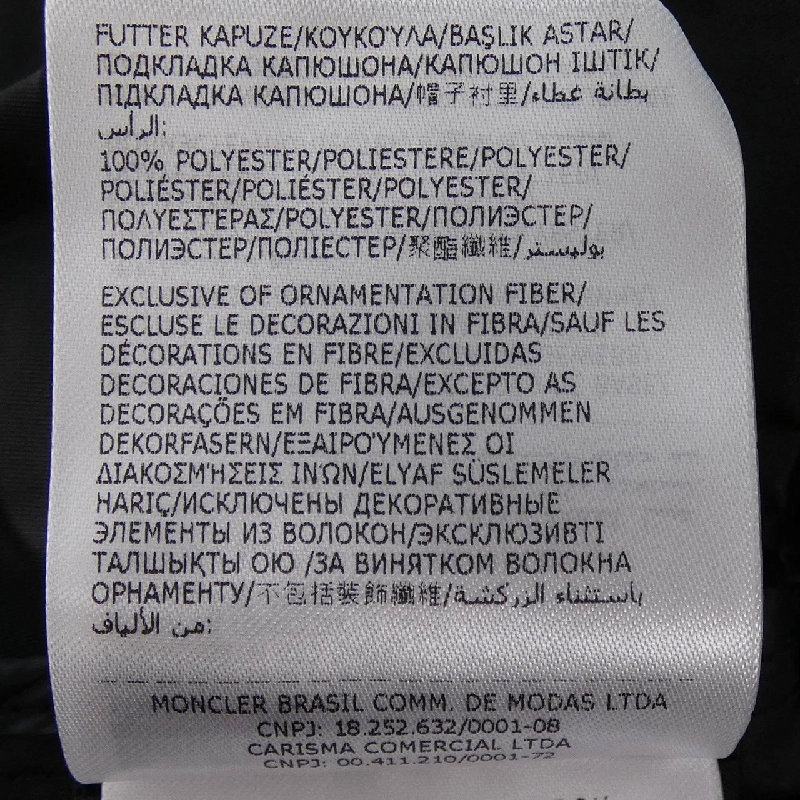 FUTTER KAPUZE/ΚΟΥΚΟΎΛΑ/BAŞLIK ASTAR/
ПОДКЛАДКА КАПЮШОНА/КАПЮШОН ІШТІК/
ПІДКЛАДКА КАПЮШОНА/帽子衬里/بطانة غطاء
الرأس:
100% POLYESTER/POLIESTERE/POLYESTER/
POLIÉSTER/POLIÉSTER/POLYESTER/
ΠΟΛΥΕΣΤΈΡΑΣ/POLYESTER/ПОЛИЭСТЕР/
ПОЛИЭСТЕР/ПОЛІЕСТЕР/聚酯纖維/بوليستر
EXCLUSIVE OF ORNAMENTATION FIBER/
ESCLUSE LE DECORAZIONI IN FIBRA/SAUF LES
DÉCORATIONS EN FIBRE/EXCLUIDAS
DECORACIONES DE FIBRA/EXCEPTO AS
DECORAÇÕES EM FIBRA/AUSGENOMMEN
DEKORFASERN/ΕΞΑΙΡΟΎΜΕΝΕΣ ΟΙ
ΔΙΑΚΟΣΜΉΣΕΙΣ ΙΝΏΝ/ELYAF SÜSLEMELER
HARIÇ/ИСКЛЮЧЕНЫ ДЕКОРАТИВНЫЕ
ЭЛЕМЕНТЫ ИЗ ВОЛОКОН/ЭКСКЛЮЗИВТІ
ТАЛШЫҚТЫ ОЮ /ЗА ВИНЯТКОМ ВОЛОКНА
ОРНАМЕНТУ/不包括裝飾纖維/باستثناء الزركشة
من الألياف:
MONCLER BRASIL COMM. DE MODAS LTDA
CNPJ: 18.252.632/0001-08
CARISMA COMERCIAL LTDA
CNPJ: 00.411.210/0001-72